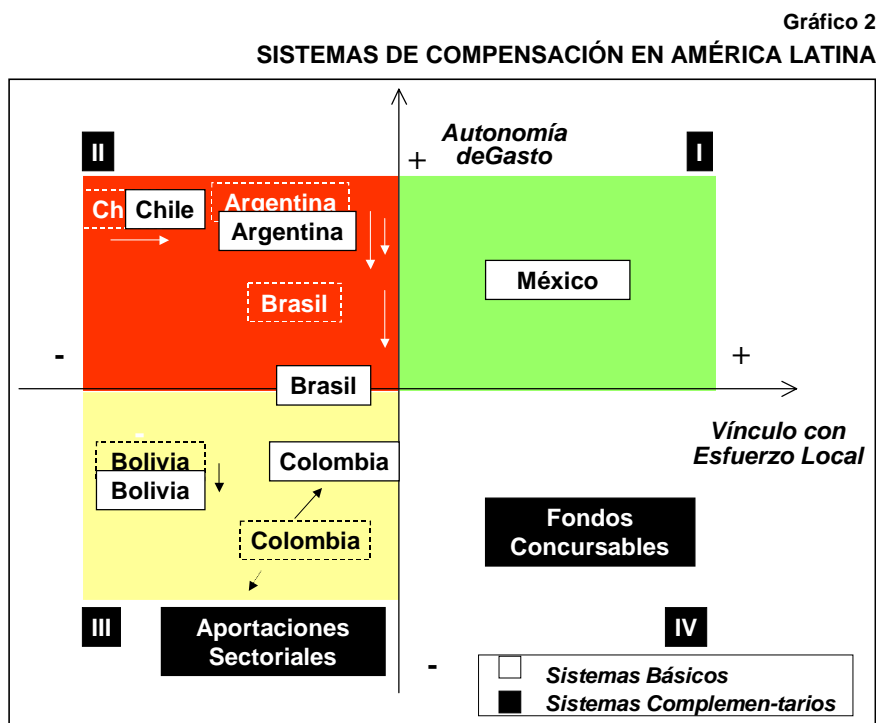 Gráfico 2
SISTEMAS DE COMPENSACIÓN EN AMÉRICA LATINA
II
Autonomía
deGasto
+
I
Ch
Chile
Argentina
Argentina
México
Brasil
-
+
Brasil
Vínculo con
Esfuerzo Local
Bolivia
Bolivia
Colombia
Colombia
Fondos
Concursables
III
Aportaciones
Sectoriales
IV
-
Sistemas Básicos
Sistemas Complemen-tarios